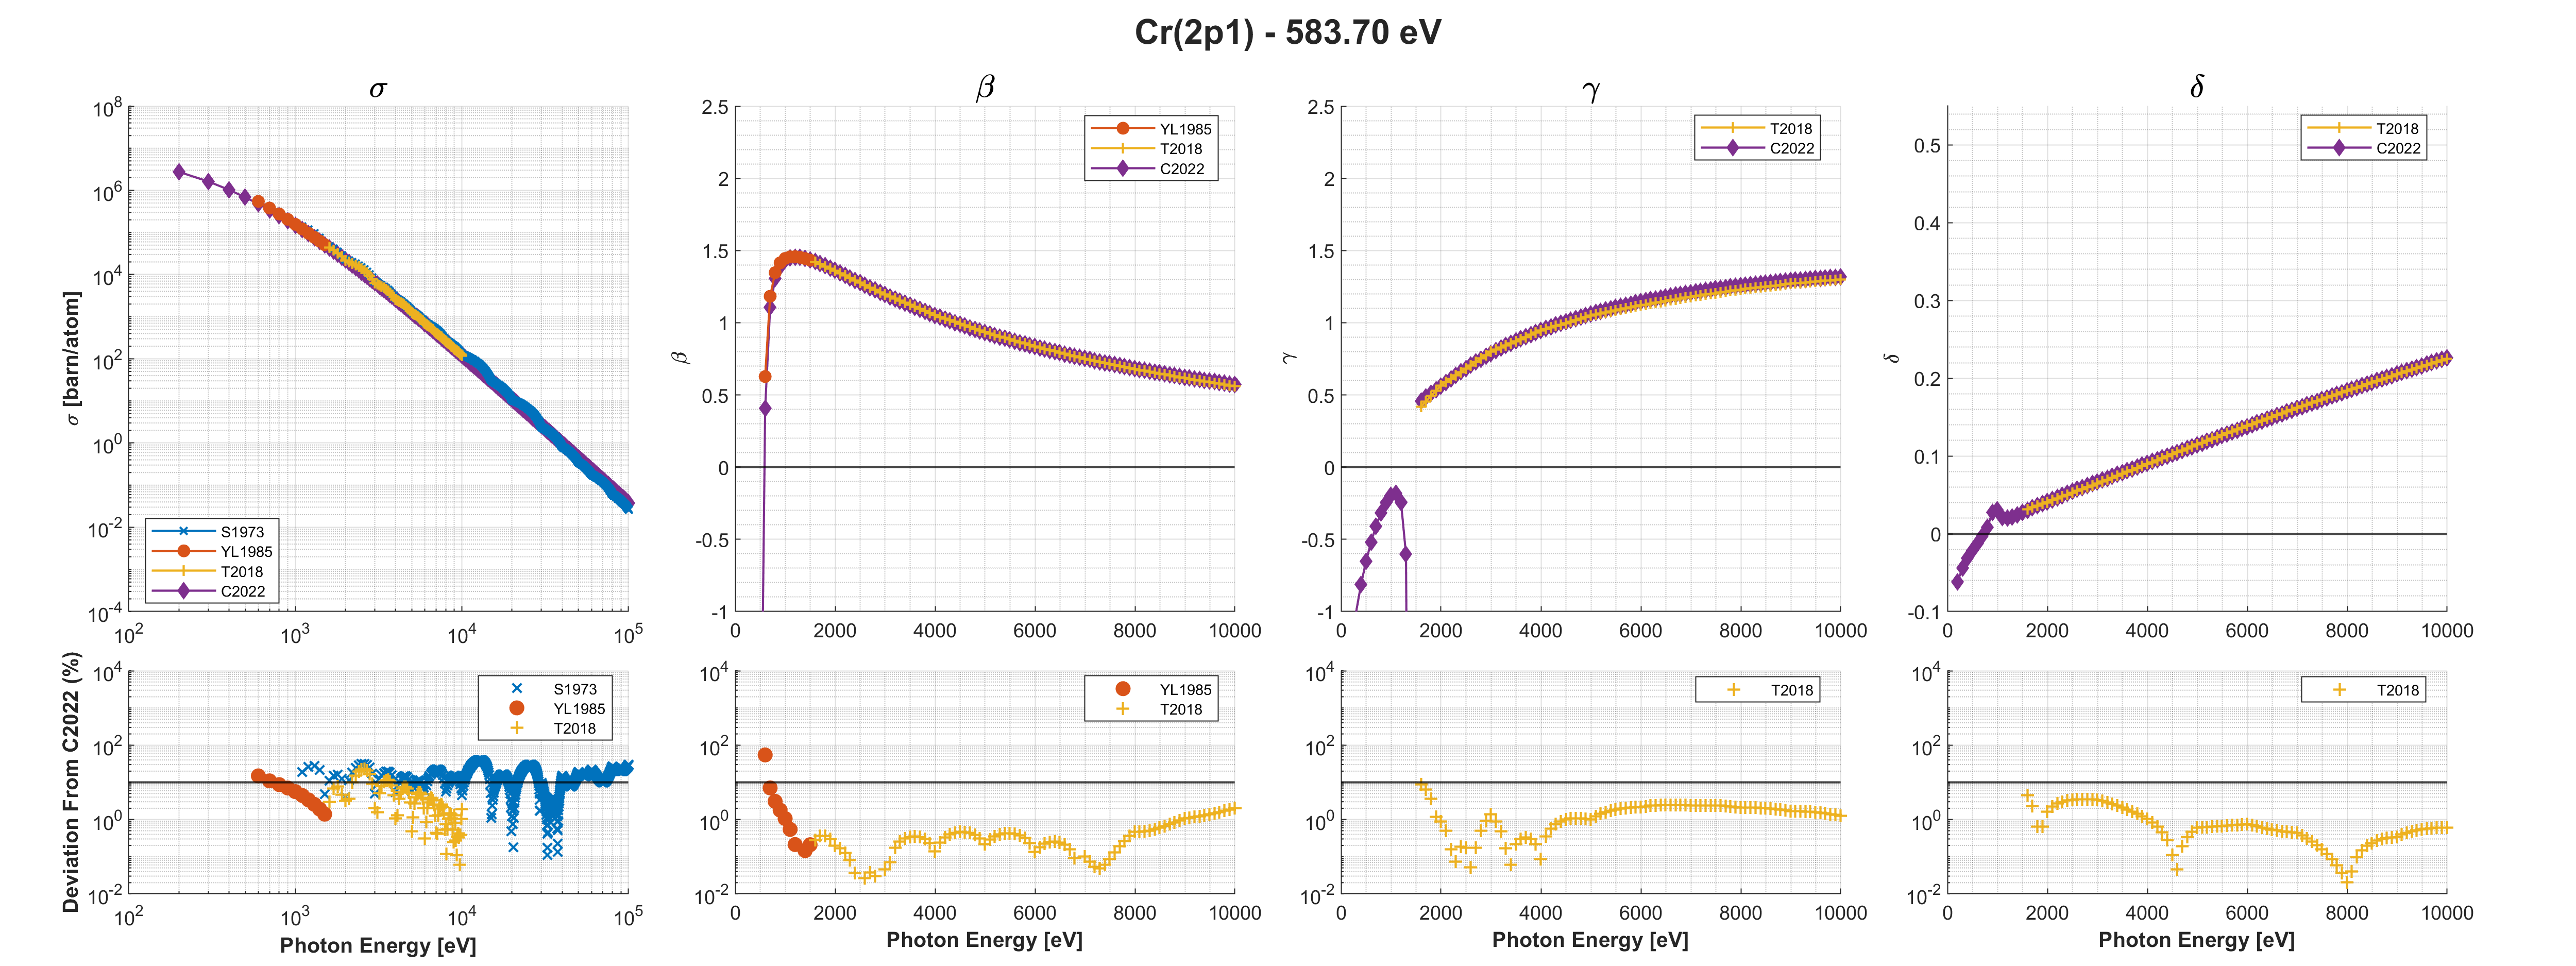 Cr(2p1) - 583.70 eV
σ
σ [barn/atom]
10^8
10^6
10^4
10^2
10^0
10^-2
10^-4
10^2
10^3
10^4
10^5
S1973
YL1985
T2018
C2022
β
β
2.5
2
1.5
1
0.5
0
-0.5
-1
0
2000
4000
6000
8000
10000
YL1985
T2018
C2022
γ
γ
2.5
2
1.5
1
0.5
0
-0.5
-1
0
2000
4000
6000
8000
10000
T2018
C2022
δ
δ
0.5
0.4
0.3
0.2
0.1
0
-0.1
0
2000
4000
6000
8000
10000
T2018
C2022
Deviation From C2022 (%)
10^4
10^2
10^0
10^-2
10^2
10^3
10^4
10^5
S1973
YL1985
T2018
Photon Energy [eV]
10^4
10^2
10^0
10^-2
0
2000
4000
6000
8000
10000
YL1985
T2018
Photon Energy [eV]
10^4
10^2
10^0
10^-2
0
2000
4000
6000
8000
10000
T2018
Photon Energy [eV]
10^4
10^2
10^0
10^-2
0
2000
4000
6000
8000
10000
T2018
Photon Energy [eV]